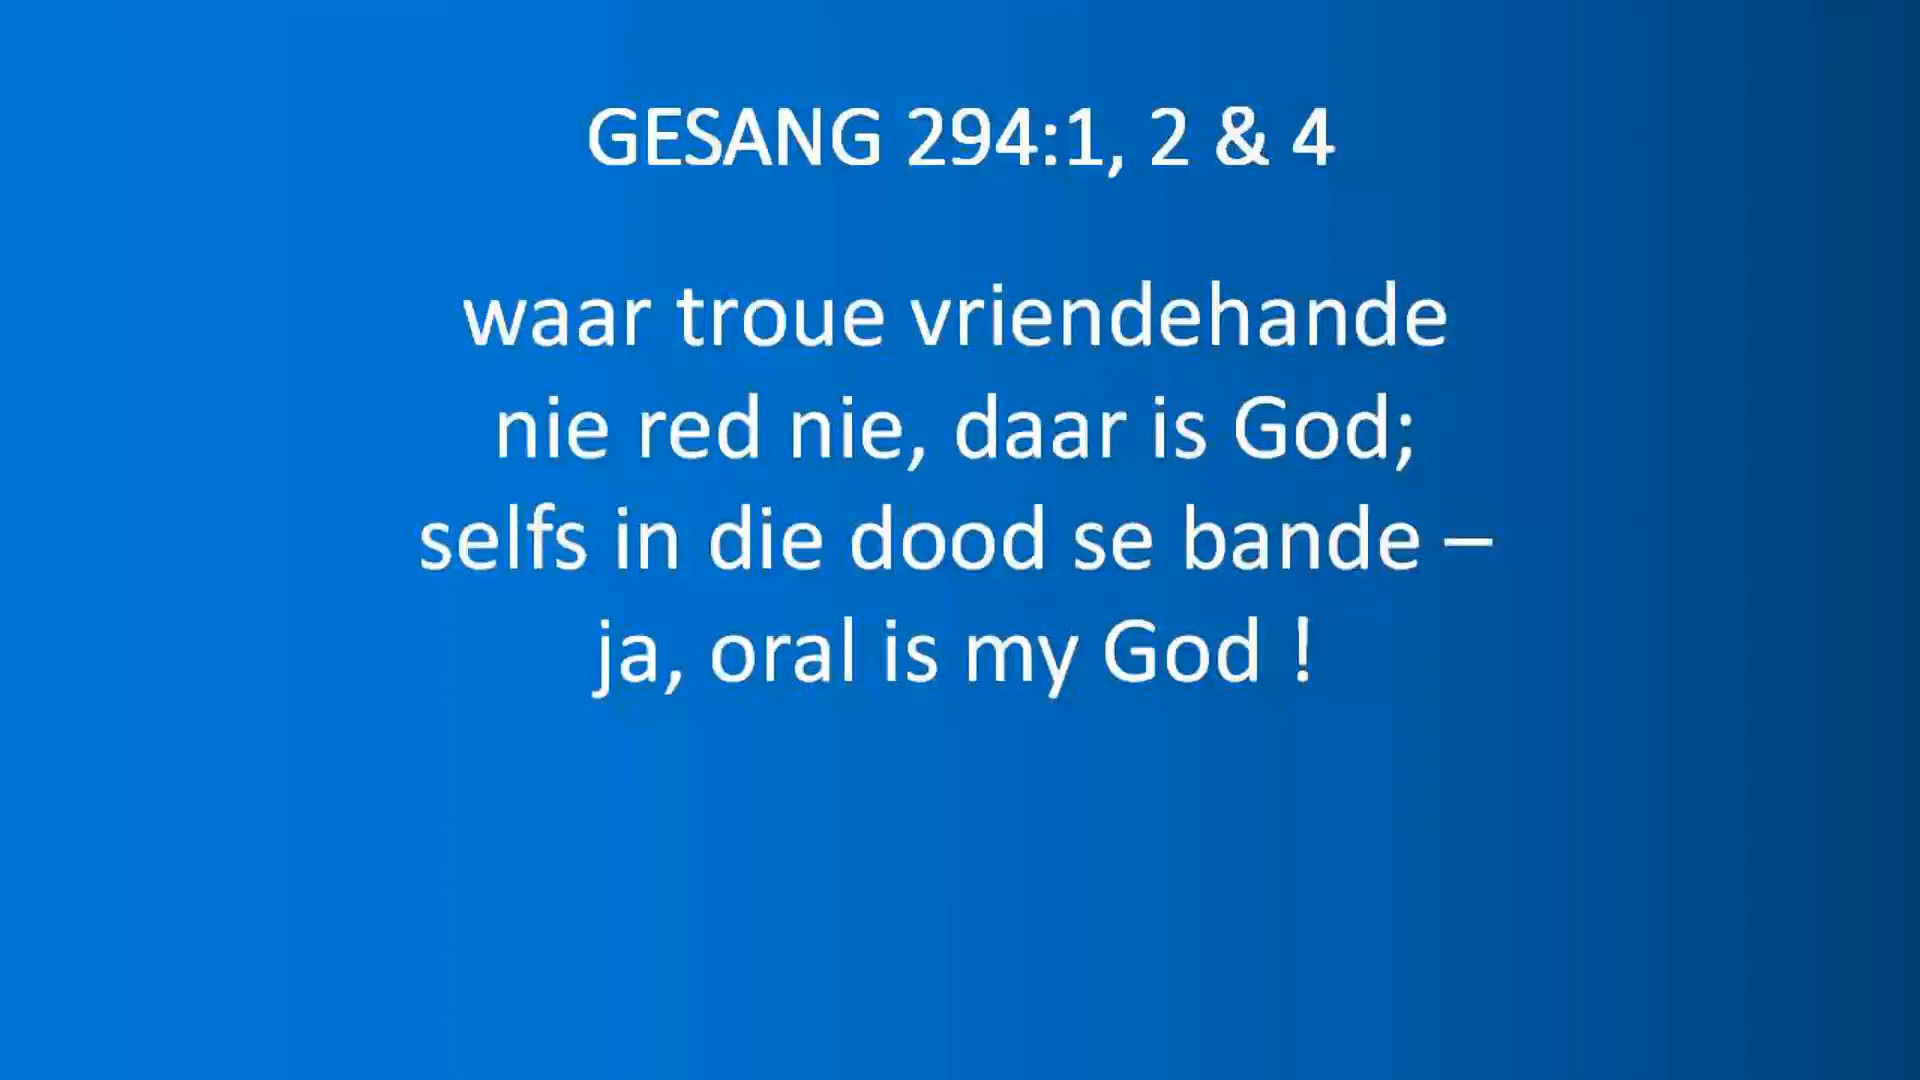 GESANG 294:1, 2 & 4
waar troue vriendehande
nie red nie, daar is God;
selfs in die dood se bande –
ja, oral is my God !